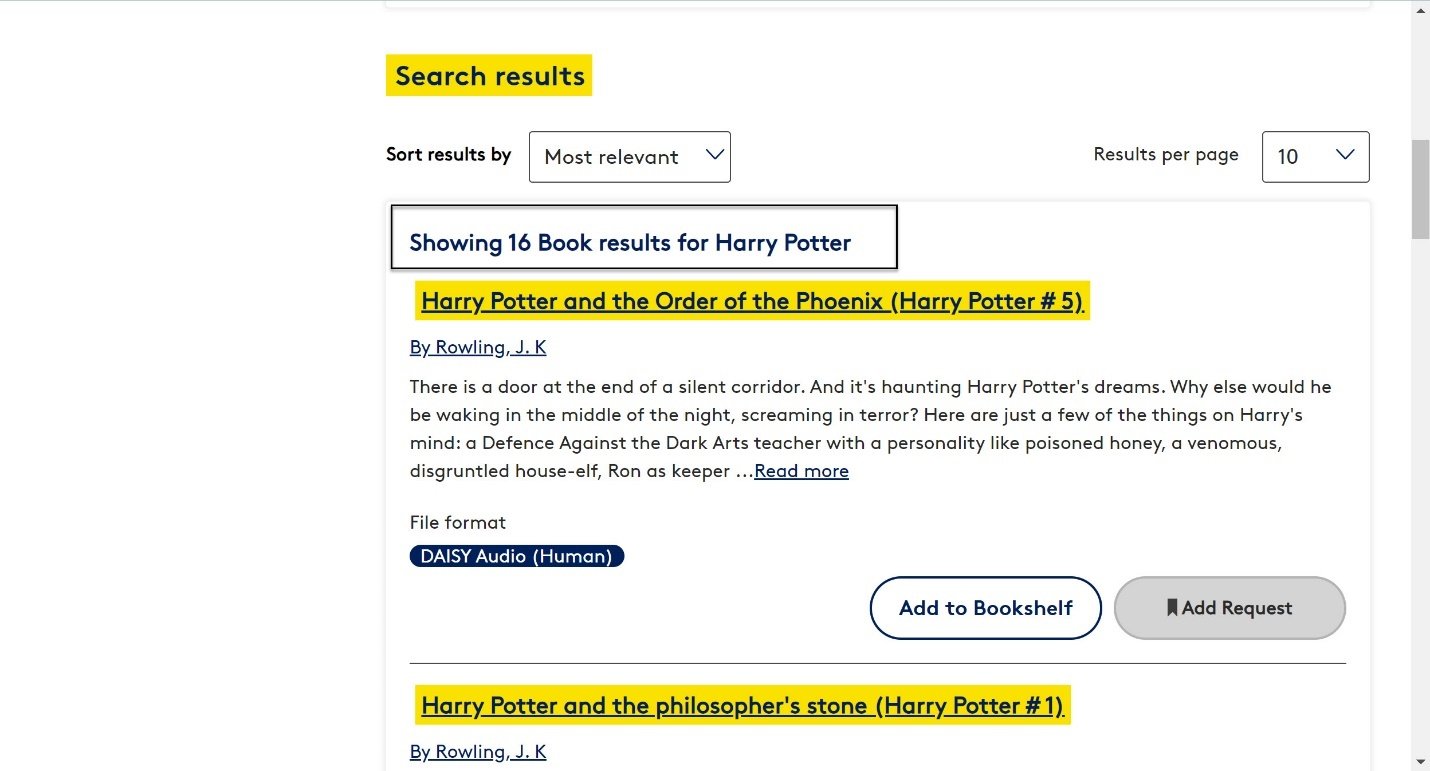 Search results
Sort results by Most relevant Results per page 10
Showing 16 Book results for Harry Potter
Harry Potter and the Order of the Phoenix (Harry Potter # 5)
By Rowling, J. K
There is a door at the end of a silent corridor. And it's haunting Harry Potter's dreams. Why else would he
be waking in the middle of the night, screaming in terror? Here are just a few of the things on Harry's
mind: a Defence Against the Dark Arts teacher with a personality like poisoned honey, a venomous,
disgruntled house-elf, Ron as keeper ...Read more
File format
DAISY Audio (Human)
Add to Bookshelf Add Request
Harry Potter and the philosopher's stone (Harry Potter # 1)
By Rowling, J. K